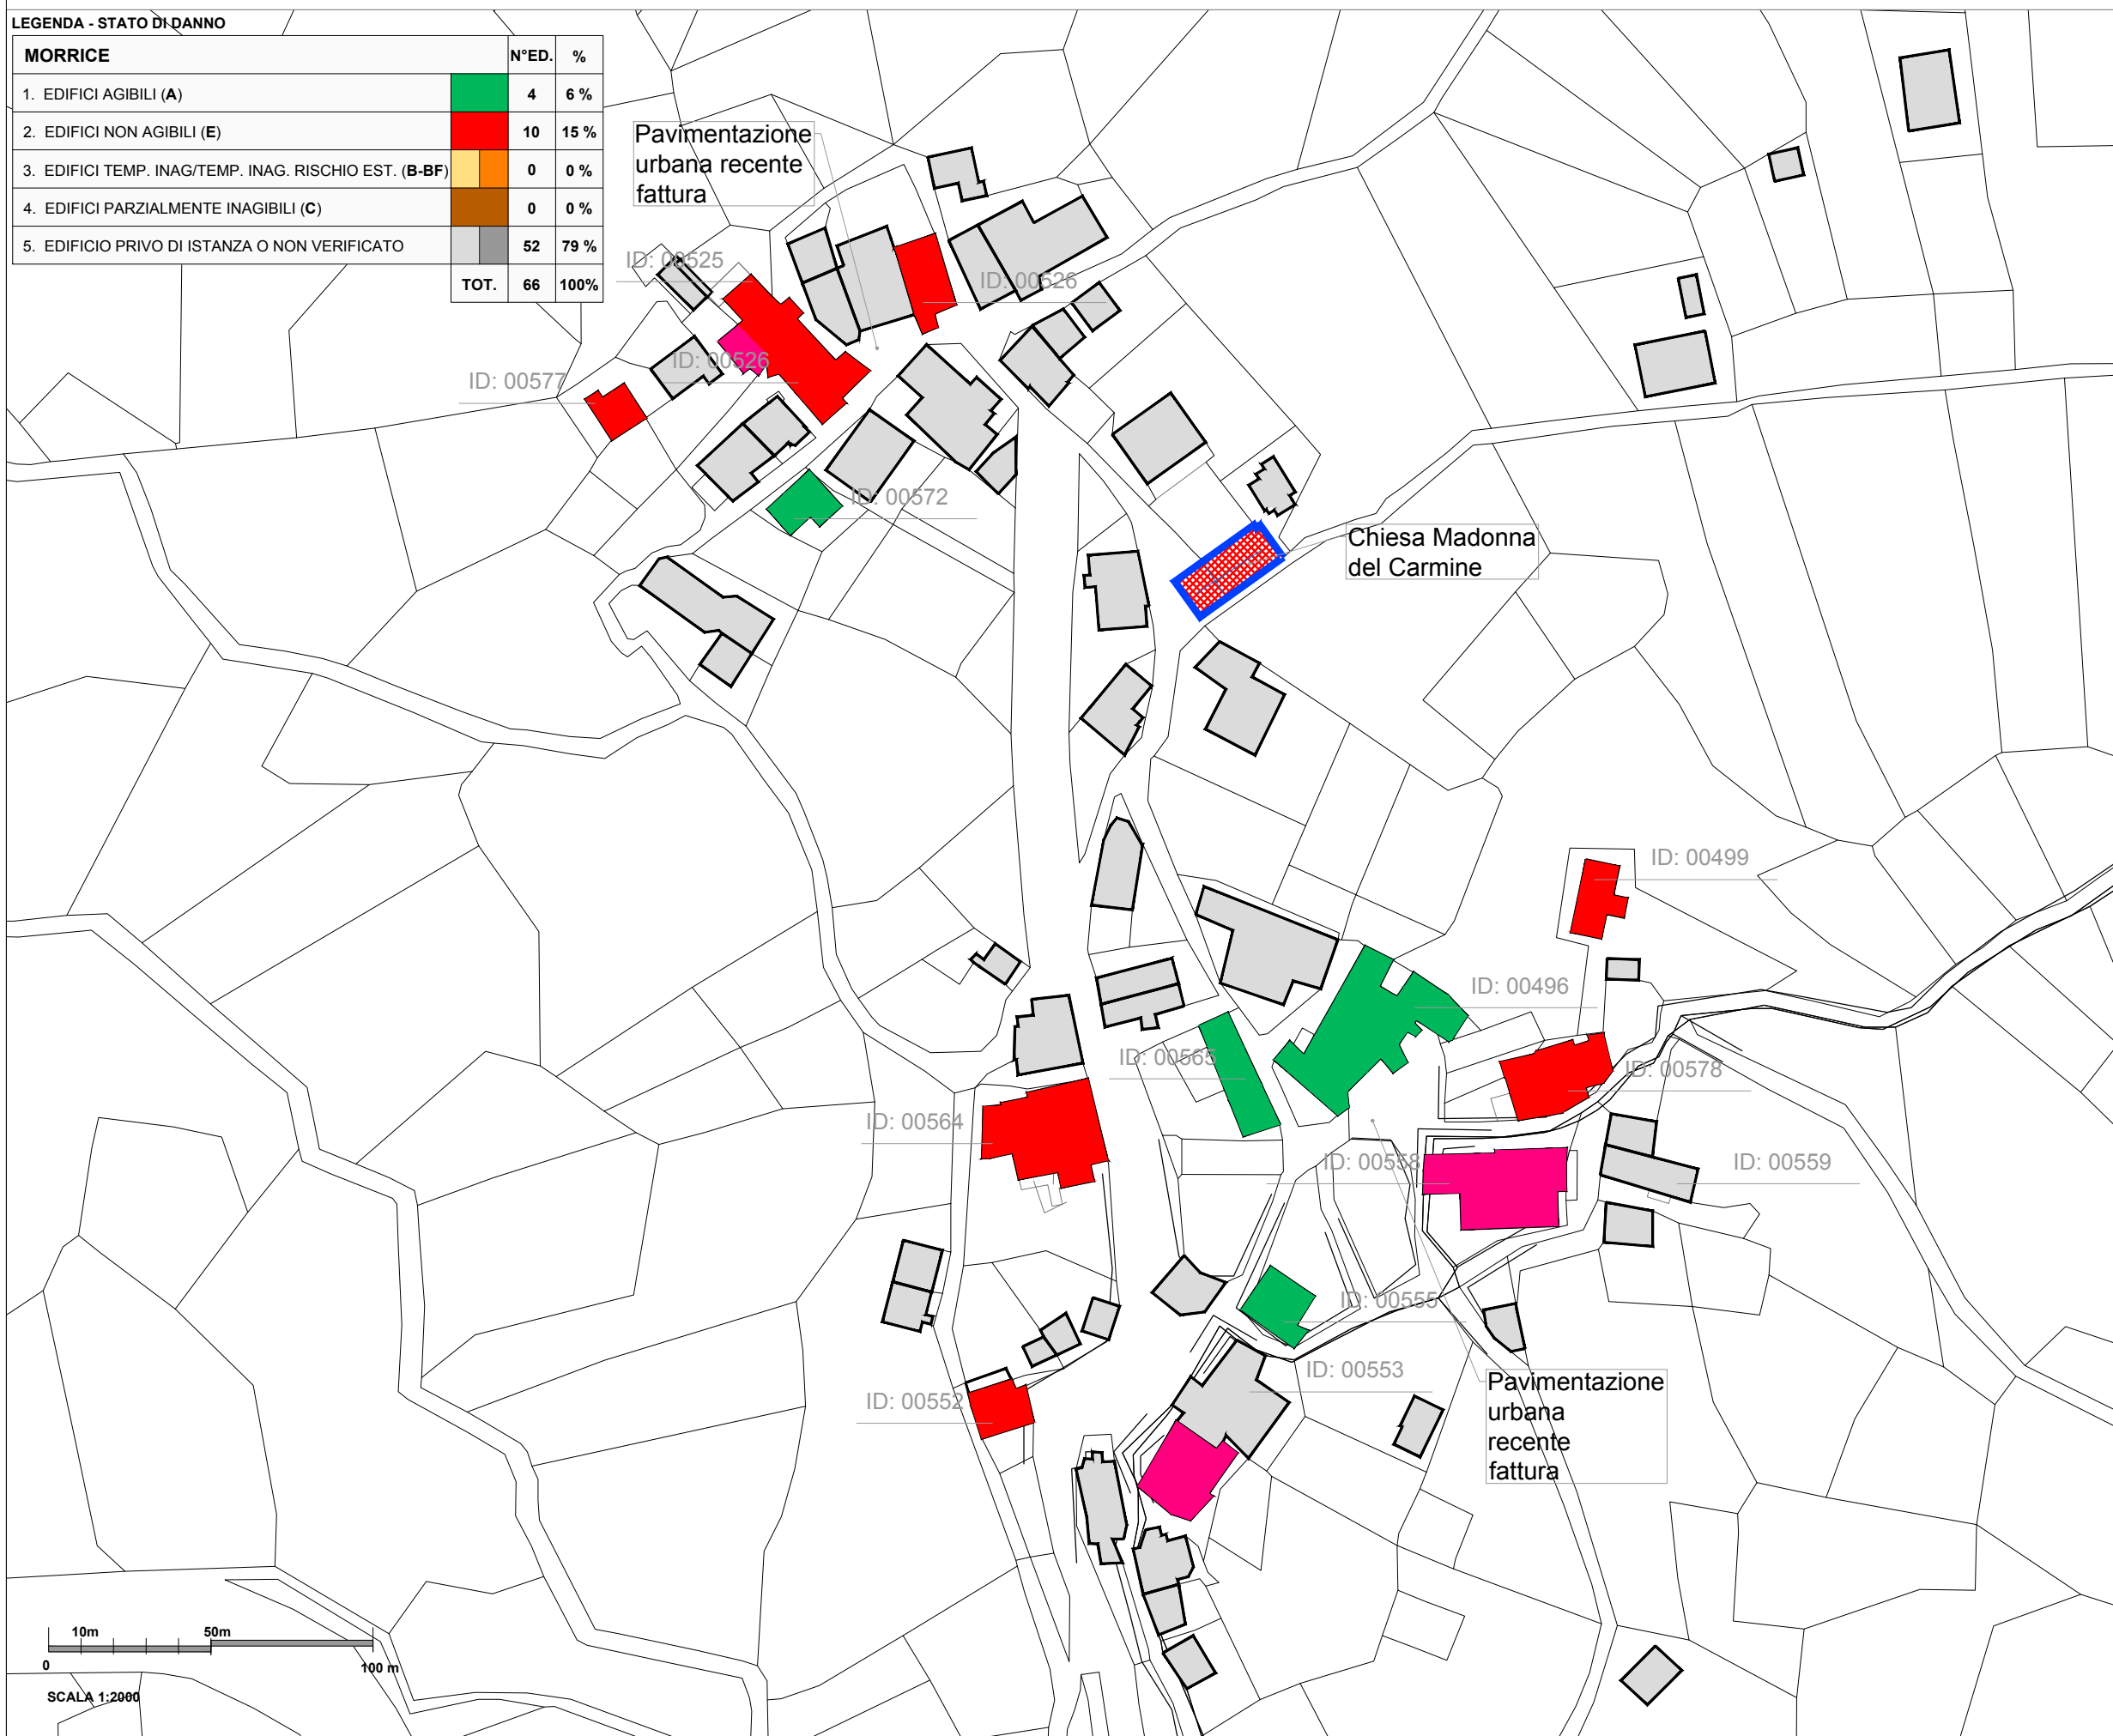 LEGENDA - STATO DI DANNO
MORRICE N°ED. %
1. EDIFICI AGIBILI (A) 4 6 %
2. EDIFICI NON AGIBILI (E) 10 15 %
3. EDIFICI TEMP. INAG/TEMP. INAG. RISCHIO EST. (B-BF) 0 0 %
4. EDIFICI PARZIALMENTE INAGIBILI (C) 0 0 %
5. EDIFICIO PRIVO DI ISTANZA O NON VERIFICATO 52 79 %
TOT. 66 100%
Pavimentazione
urbana recente
fattura
ID: 00525
ID: 00526
ID: 00526
ID: 00577
ID: 00572
Chiesa Madonna
del Carmine
ID: 00499
ID: 00496
ID: 00565
ID: 00578
ID: 00564
ID: 00558
ID: 00559
ID: 00555
ID: 00553
ID: 00552
Pavimentazione
urbana
recente
fattura
10m 50m
0 100 m
SCALA 1:2000